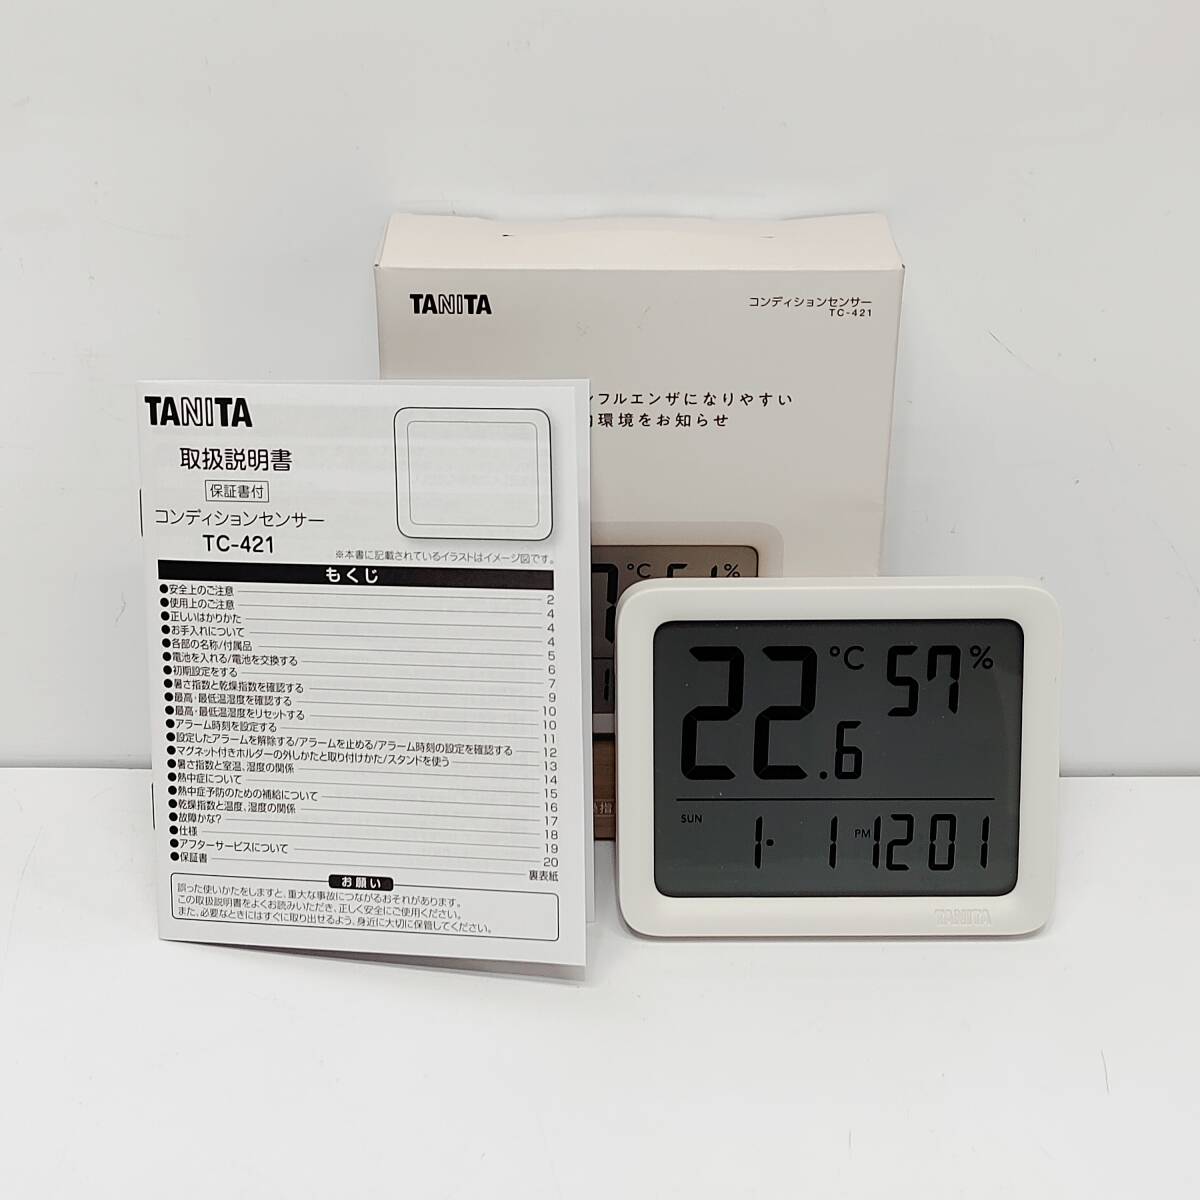 TANITA
コンディションセンサー
TC-421
ンフルエンザになりやすい
環境をお知らせ
°C
%
TANITA
取扱説明書
保証書付
コンディションセンサー
TC-421
※本書に記載されているイラストはイメージ図です。
もくじ
●安全上のご注意 2
●使用上のご注意 4
●正しいはかりかた 4
●お手入れについて 4
●各部の名称/付属品 5
●電池を入れる/電池を交換する 6
●初期設定をする 7
●暑さ指数と乾燥指数を確認する 9
●最高・最低温湿度を確認する 10
●最高・最低温湿度をリセットする 10
●アラーム時刻を設定する 11
●設定したアラームを解除する/アラームを止める/アラーム時刻の設定を確認する 12
●マグネット付きホルダーの外しかたと取り付けかた/スタンドを使う 13
●暑さ指数と室温、湿度の関係 14
●熱中症について 15
●熱中症予防のための補給について 16
●乾燥指数と温度、湿度の関係 17
●故障かな? 18
●仕様 19
●アフターサービスについて 20
●保証書 裏表紙
お願い
誤った使いかたをしますと、重大な事故につながるおそれがあります。
この取扱説明書をよくお読みいただき、正しく安全にご使用ください。
また、必要なときにはすぐに取り出せるよう、身近に大切に保管してください。
22.6 °C 57 %
SUN 1・1 PM 12 01
TANITA